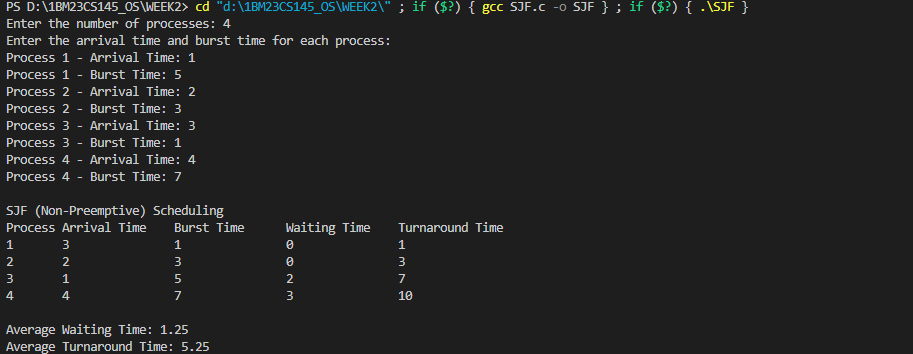 PS D:\1BM23CS145_OS\WEEK2> cd "d:\1BM23CS145_OS\WEEK2\" ; if ($?) { gcc SJF.c -o SJF } ; if ($?) { .\SJF }
Enter the number of processes: 4
Enter the arrival time and burst time for each process:
Process 1 - Arrival Time: 1
Process 1 - Burst Time: 5
Process 2 - Arrival Time: 2
Process 2 - Burst Time: 3
Process 3 - Arrival Time: 3
Process 3 - Burst Time: 1
Process 4 - Arrival Time: 4
Process 4 - Burst Time: 7
SJF (Non-Preemptive) Scheduling
Process Arrival Time    Burst Time      Waiting Time    Turnaround Time
1       3               1               0               1
2       2               3               0               3
3       1               5               2               7
4       4               7               3               10
Average Waiting Time: 1.25
Average Turnaround Time: 5.25